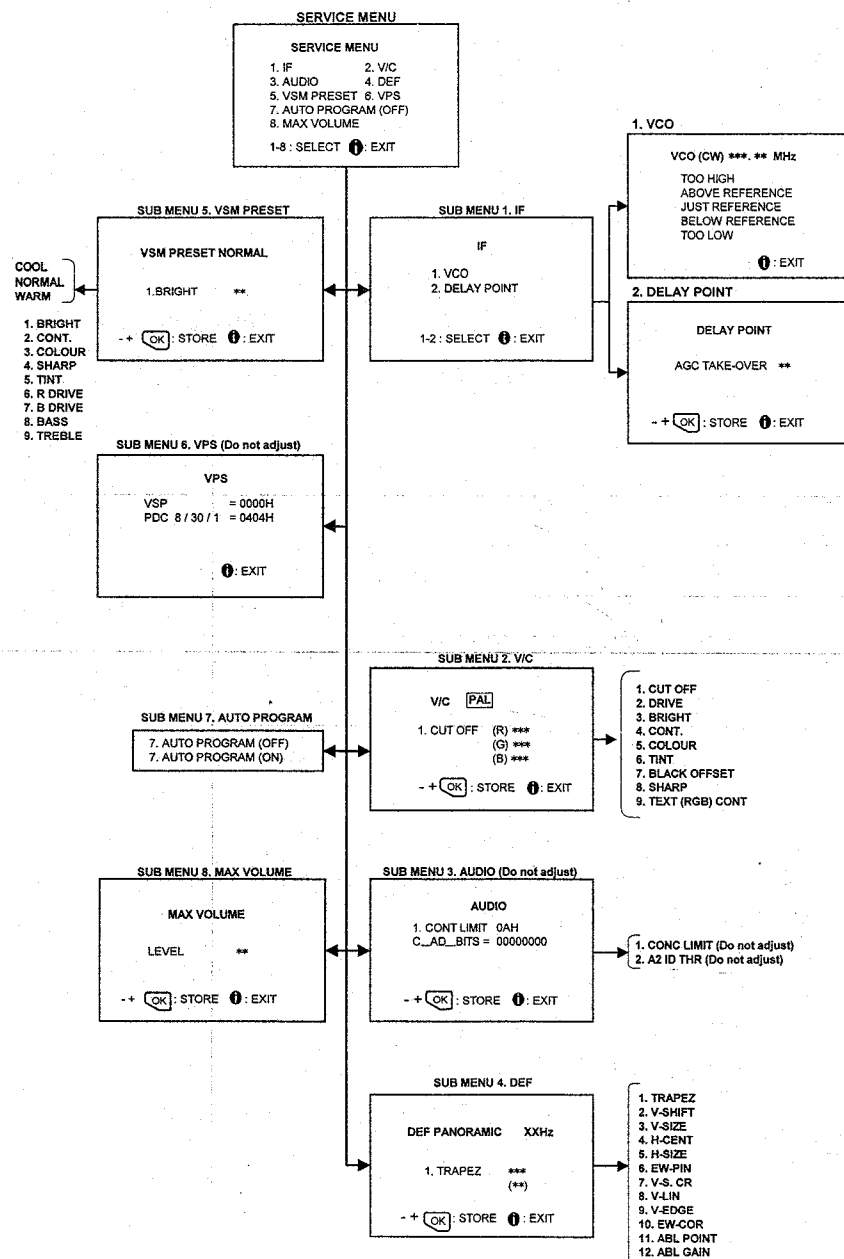 SERVICE MENU
SERVICE MENU
1. IF 2. V/C
3. AUDIO 4. DEF
5. VSM PRESET 6. VPS
7. AUTO PROGRAM (OFF)
8. MAX VOLUME
1-8 : SELECT i : EXIT
1. VCO
VCO (CW) ***. ** MHz
TOO HIGH
ABOVE REFERENCE
JUST REFERENCE
BELOW REFERENCE
TOO LOW
i : EXIT
SUB MENU 5. VSM PRESET
VSM PRESET NORMAL
1.BRIGHT **
- + OK : STORE i : EXIT
COOL
NORMAL
WARM
1. BRIGHT
2. CONT.
3. COLOUR
4. SHARP
5. TINT
6. R DRIVE
7. B DRIVE
8. BASS
9. TREBLE
SUB MENU 1. IF
IF
1. VCO
2. DELAY POINT
1-2 : SELECT i : EXIT
2. DELAY POINT
DELAY POINT
AGC TAKE-OVER **
- + OK : STORE i : EXIT
SUB MENU 6. VPS (Do not adjust)
VPS
VSP = 0000H
PDC 8 / 30 / 1 = 0404H
i : EXIT
SUB MENU 2. V/C
V/C PAL
1. CUT OFF (R) ***
(G) ***
(B) ***
- + OK : STORE i : EXIT
1. CUT OFF
2. DRIVE
3. BRIGHT
4. CONT.
5. COLOUR
6. TINT
7. BLACK OFFSET
8. SHARP
9. TEXT (RGB) CONT
SUB MENU 7. AUTO PROGRAM
7. AUTO PROGRAM (OFF)
7. AUTO PROGRAM (ON)
SUB MENU 8. MAX VOLUME
MAX VOLUME
LEVEL **
- + OK : STORE i : EXIT
SUB MENU 3. AUDIO (Do not adjust)
AUDIO
1. CONT LIMIT 0AH
C__AD__BITS = 00000000
- + OK : STORE i : EXIT
1. CONC LIMIT (Do not adjust)
2. A2 ID THR (Do not adjust)
SUB MENU 4. DEF
DEF PANORAMIC XXHz
1. TRAPEZ ***
(**)
- + OK : STORE i : EXIT
1. TRAPEZ
2. V-SHIFT
3. V-SIZE
4. H-CENT
5. H-SIZE
6. EW-PIN
7. V-S. CR
8. V-LIN
9. V-EDGE
10. EW-COR
11. ABL POINT
12. ABL GAIN